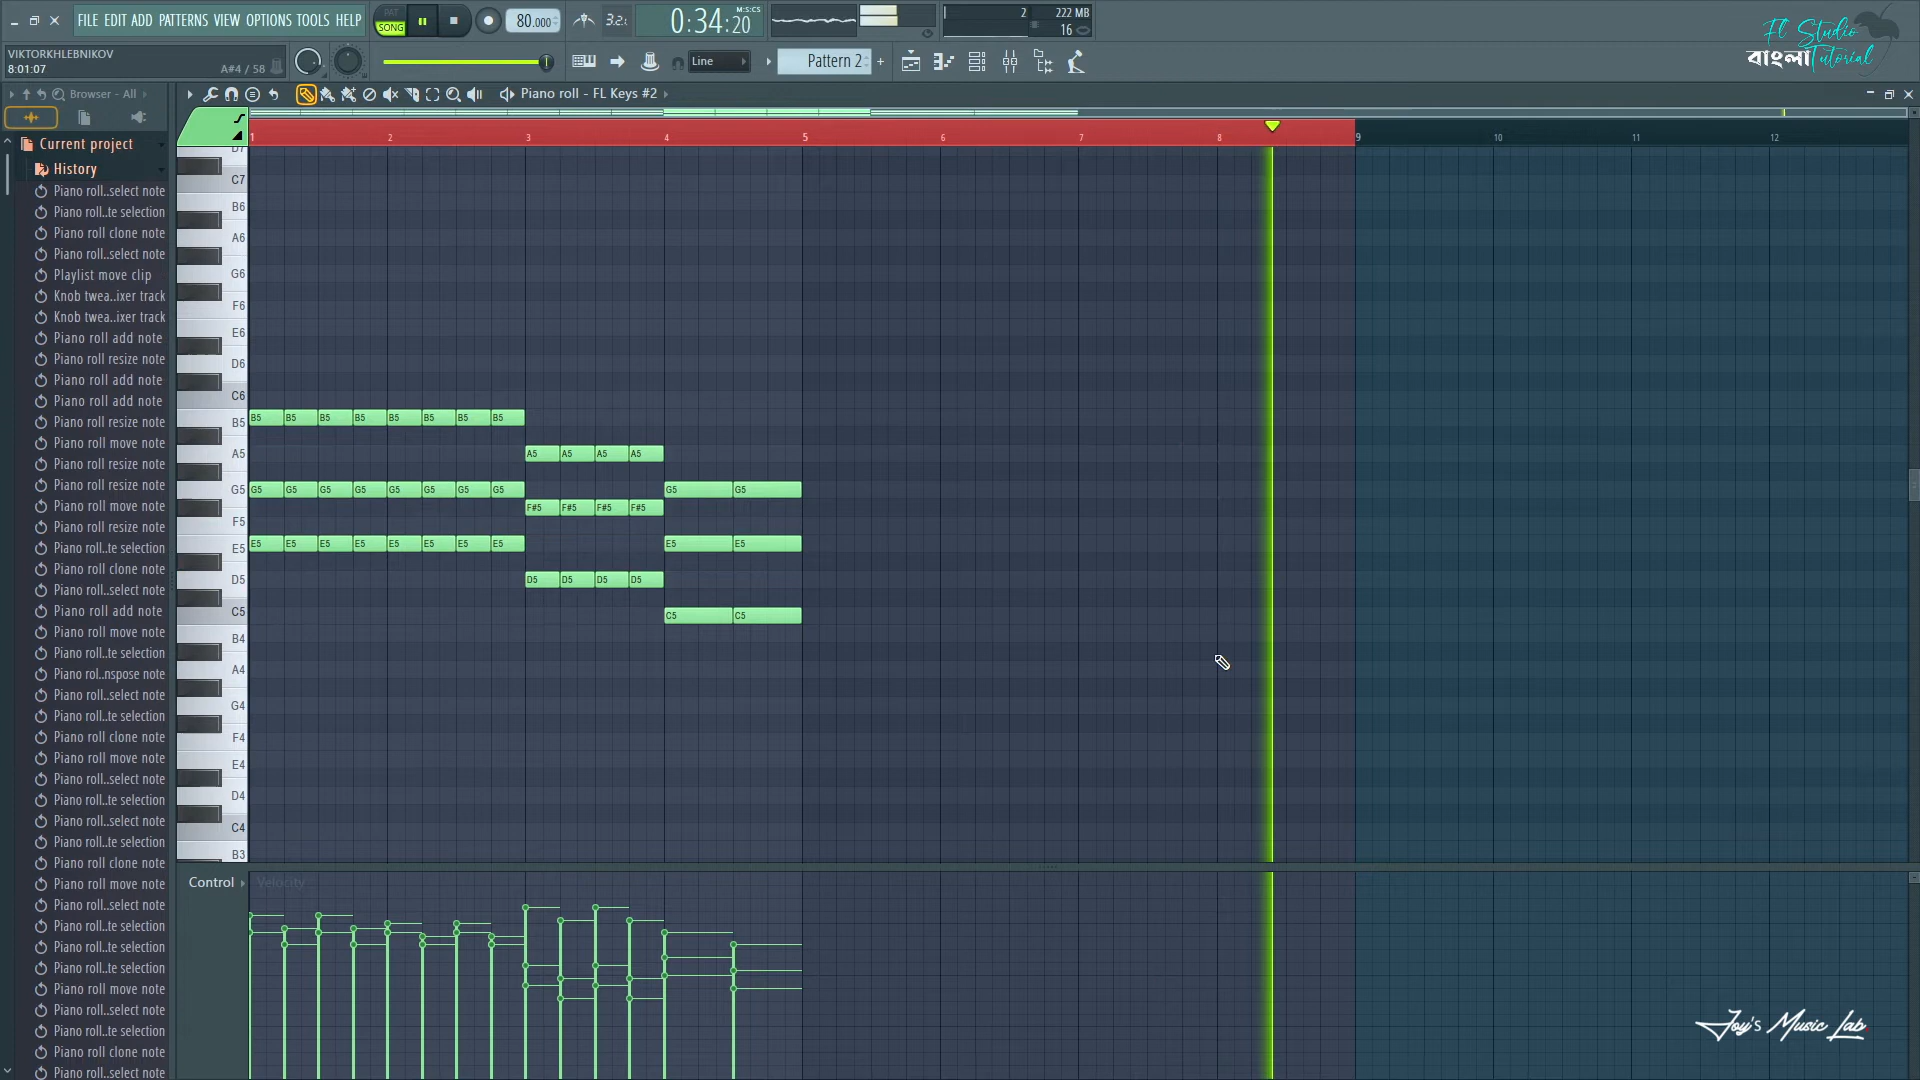 FILE EDIT ADD PATTERNS VIEW OPTIONS TOOLS HELP
PAT
SONG
80.000
3.2.
0:34:20
M:S:CS
2
222 MB
16
Fl Studio
বাংলা Tutorial
VIKTORKHLEBNIKOV
8:01:07
A#4 / 58
Line
Pattern 2
Browser - All
Piano roll - FL Keys #2
Current project
History
Piano roll..select note
Piano roll..te selection
Piano roll clone note
Piano roll..select note
Playlist move clip
Knob twea..ixer track
Knob twea..ixer track
Piano roll add note
Piano roll resize note
Piano roll add note
Piano roll add note
Piano roll resize note
Piano roll move note
Piano roll resize note
Piano roll resize note
Piano roll move note
Piano roll resize note
Piano roll..te selection
Piano roll clone note
Piano roll..select note
Piano roll add note
Piano roll move note
Piano roll..te selection
Piano rol..nspose note
Piano roll..select note
Piano roll..te selection
Piano roll clone note
Piano roll move note
Piano roll..select note
Piano roll..te selection
Piano roll..select note
Piano roll..te selection
Piano roll clone note
Piano roll move note
Piano roll..select note
Piano roll..te selection
Piano roll..select note
Piano roll..te selection
Piano roll move note
Piano roll..select note
Piano roll..te selection
Piano roll clone note
Piano roll..select note
1 2 3 4 5 6 7 8 9 10 11 12
D7
C7
B6
A6
G6
F6
E6
D6
C6
B5 B5 B5 B5 B5 B5 B5 B5 B5
A5 A5 A5 A5 A5
G5 G5 G5 G5 G5 G5 G5 G5 G5 G5 G5
F#5 F#5 F#5 F#5
F5
E5 E5 E5 E5 E5 E5 E5 E5 E5 E5 E5
D5 D5 D5 D5 D5
C5 C5 C5
B4
A4
G4
F4
E4
D4
C4
B3
Control
Velocity
Joy's Music Lab